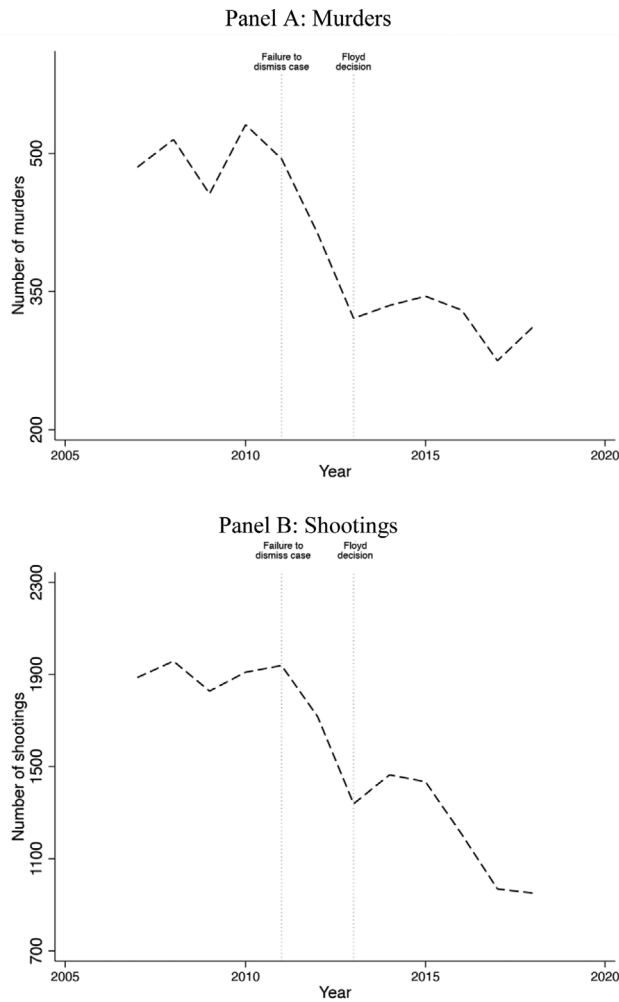 Panel A: Murders
Failure to
dismiss case
Floyd
decision
Number of murders
500
350
200
2005
2010
2015
2020
Year
Panel B: Shootings
Failure to
dismiss case
Floyd
decision
Number of shootings
2300
1900
1500
1100
700
2005
2010
2015
2020
Year